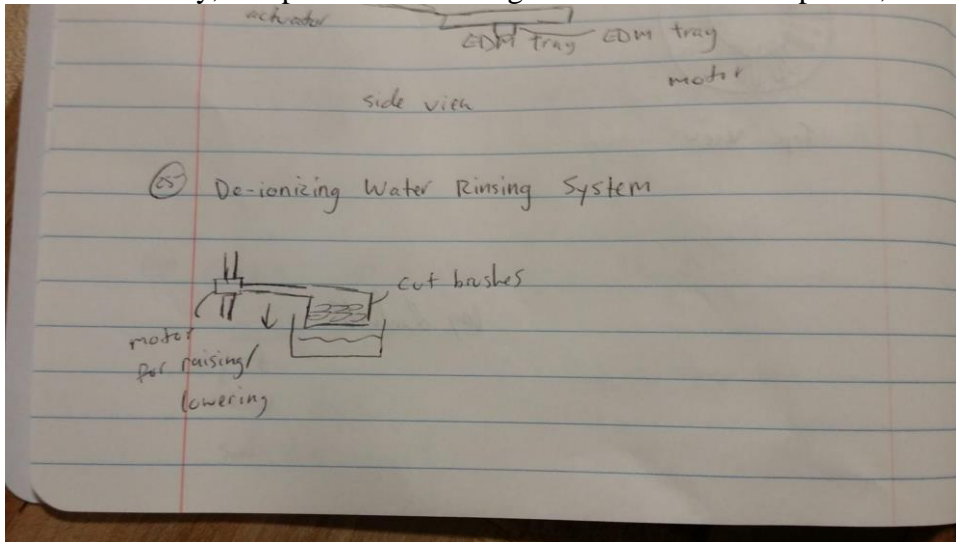 actuator
EDM tray EDM tray
motor
side view
25 De-ionizing Water Rinsing System
cut brushes
motor
for raising/
lowering